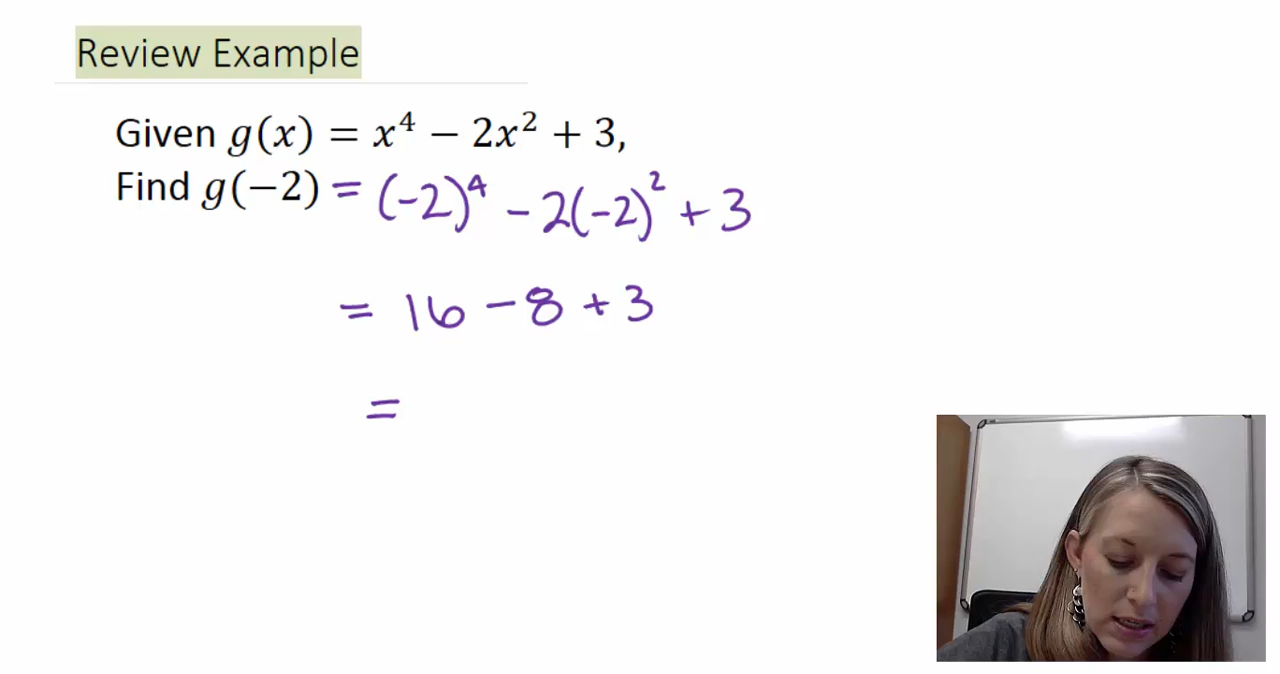 Review Example
Given g(x) = x⁴ − 2x² + 3,
Find g(−2) = (-2)⁴ - 2(-2)² + 3
= 16 - 8 + 3
=